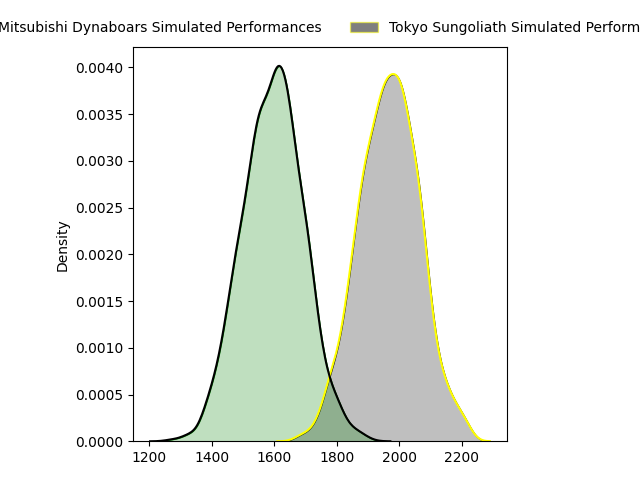 Mitsubishi Dynaboars Simulated Performances
Tokyo Sungoliath Simulated Perform
0.0040
0.0035
0.0030
0.0025
0.0020
0.0015
0.0010
0.0005
0.0000
Density
1200 1400 1600 1800 2000 2200